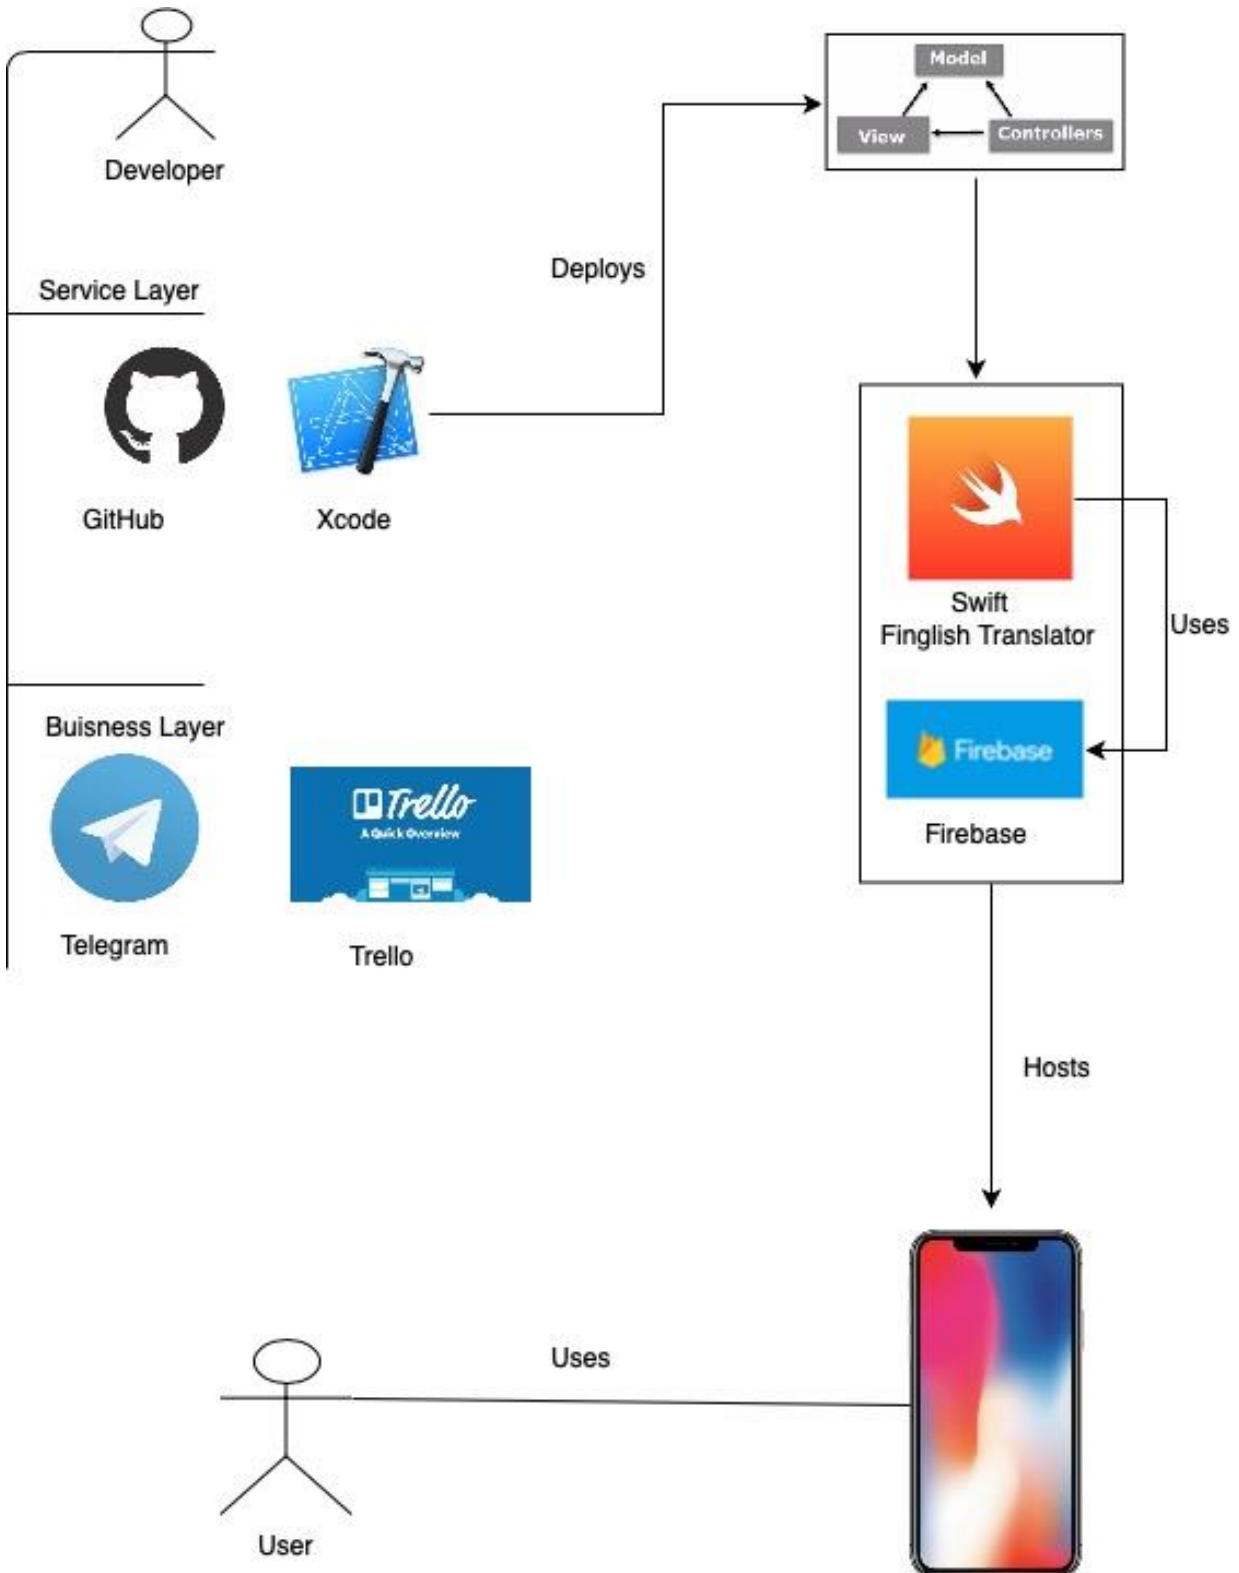 Developer
Model
View
Controllers
Deploys
Service Layer
GitHub
Xcode
Swift
Finglish Translator
Uses
Firebase
Firebase
Buisness Layer
Trello
A Quick Overview
Telegram
Trello
Hosts
Uses
User